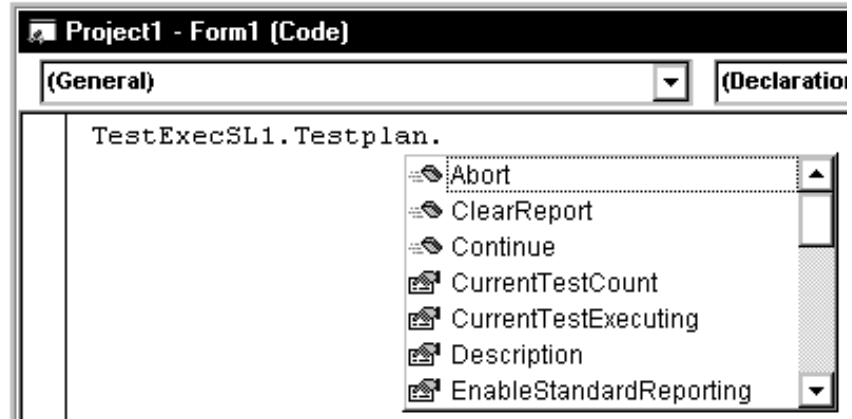 Project1 - Form1 (Code)
(General) (Declaration
TestExecSL1.Testplan.
Abort
ClearReport
Continue
CurrentTestCount
CurrentTestExecuting
Description
EnableStandardReporting